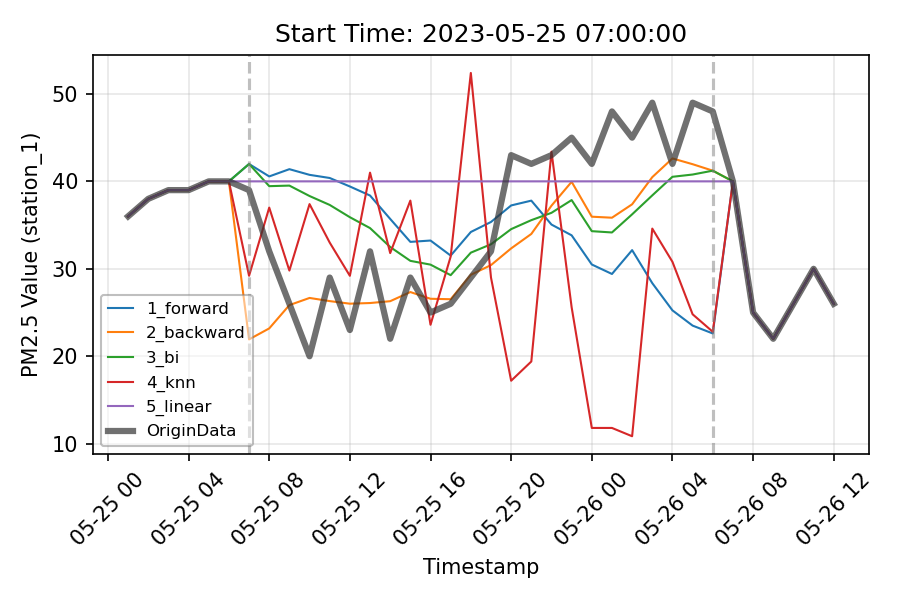 Start Time: 2023-05-25 07:00:00
PM2.5 Value (station_1)
50
40
30
20
10
1_forward
2_backward
3_bi
4_knn
5_linear
OriginData
05-25 00
05-25 04
05-25 08
05-25 12
05-25 16
05-25 20
05-26 00
05-26 04
05-26 08
05-26 12
Timestamp